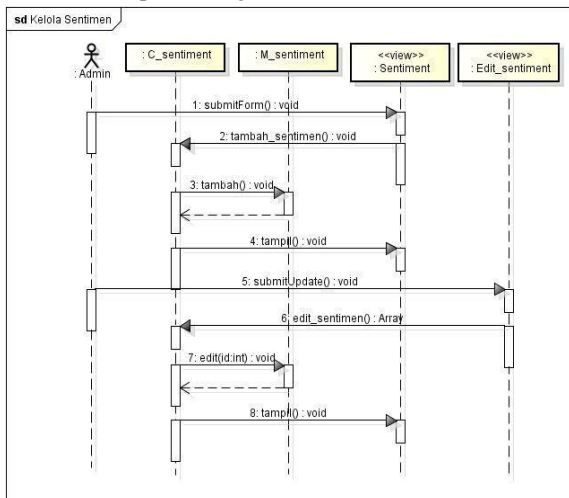 sd Kelola Sentimen
: Admin
: C_sentiment
: M_sentiment
<<view>>
: Sentiment
<<view>>
: Edit_sentiment
1: submitForm() : void
2: tambah_sentimen() : void
3: tambah() : void
4: tampil() : void
5: submitUpdate() : void
6: edit_sentimen() : Array
7: edit(id:int) : void
8: tampil() : void